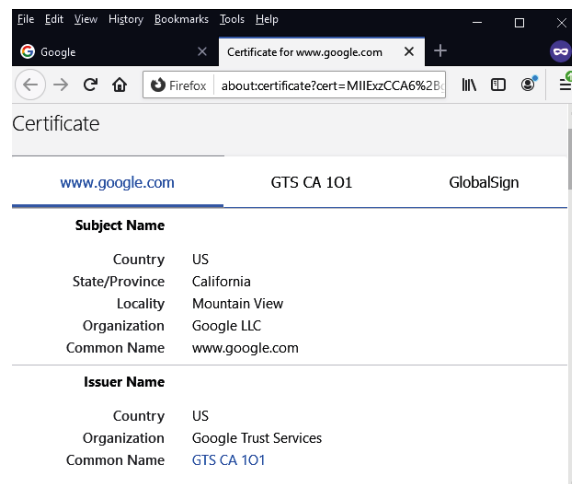 File Edit View History Bookmarks Tools Help
Google Certificate for www.google.com
Firefox about:certificate?cert=MIIExzCCA6%2B
Certificate
www.google.com GTS CA 1O1 GlobalSign
Subject Name
Country US
State/Province California
Locality Mountain View
Organization Google LLC
Common Name www.google.com
Issuer Name
Country US
Organization Google Trust Services
Common Name GTS CA 1O1